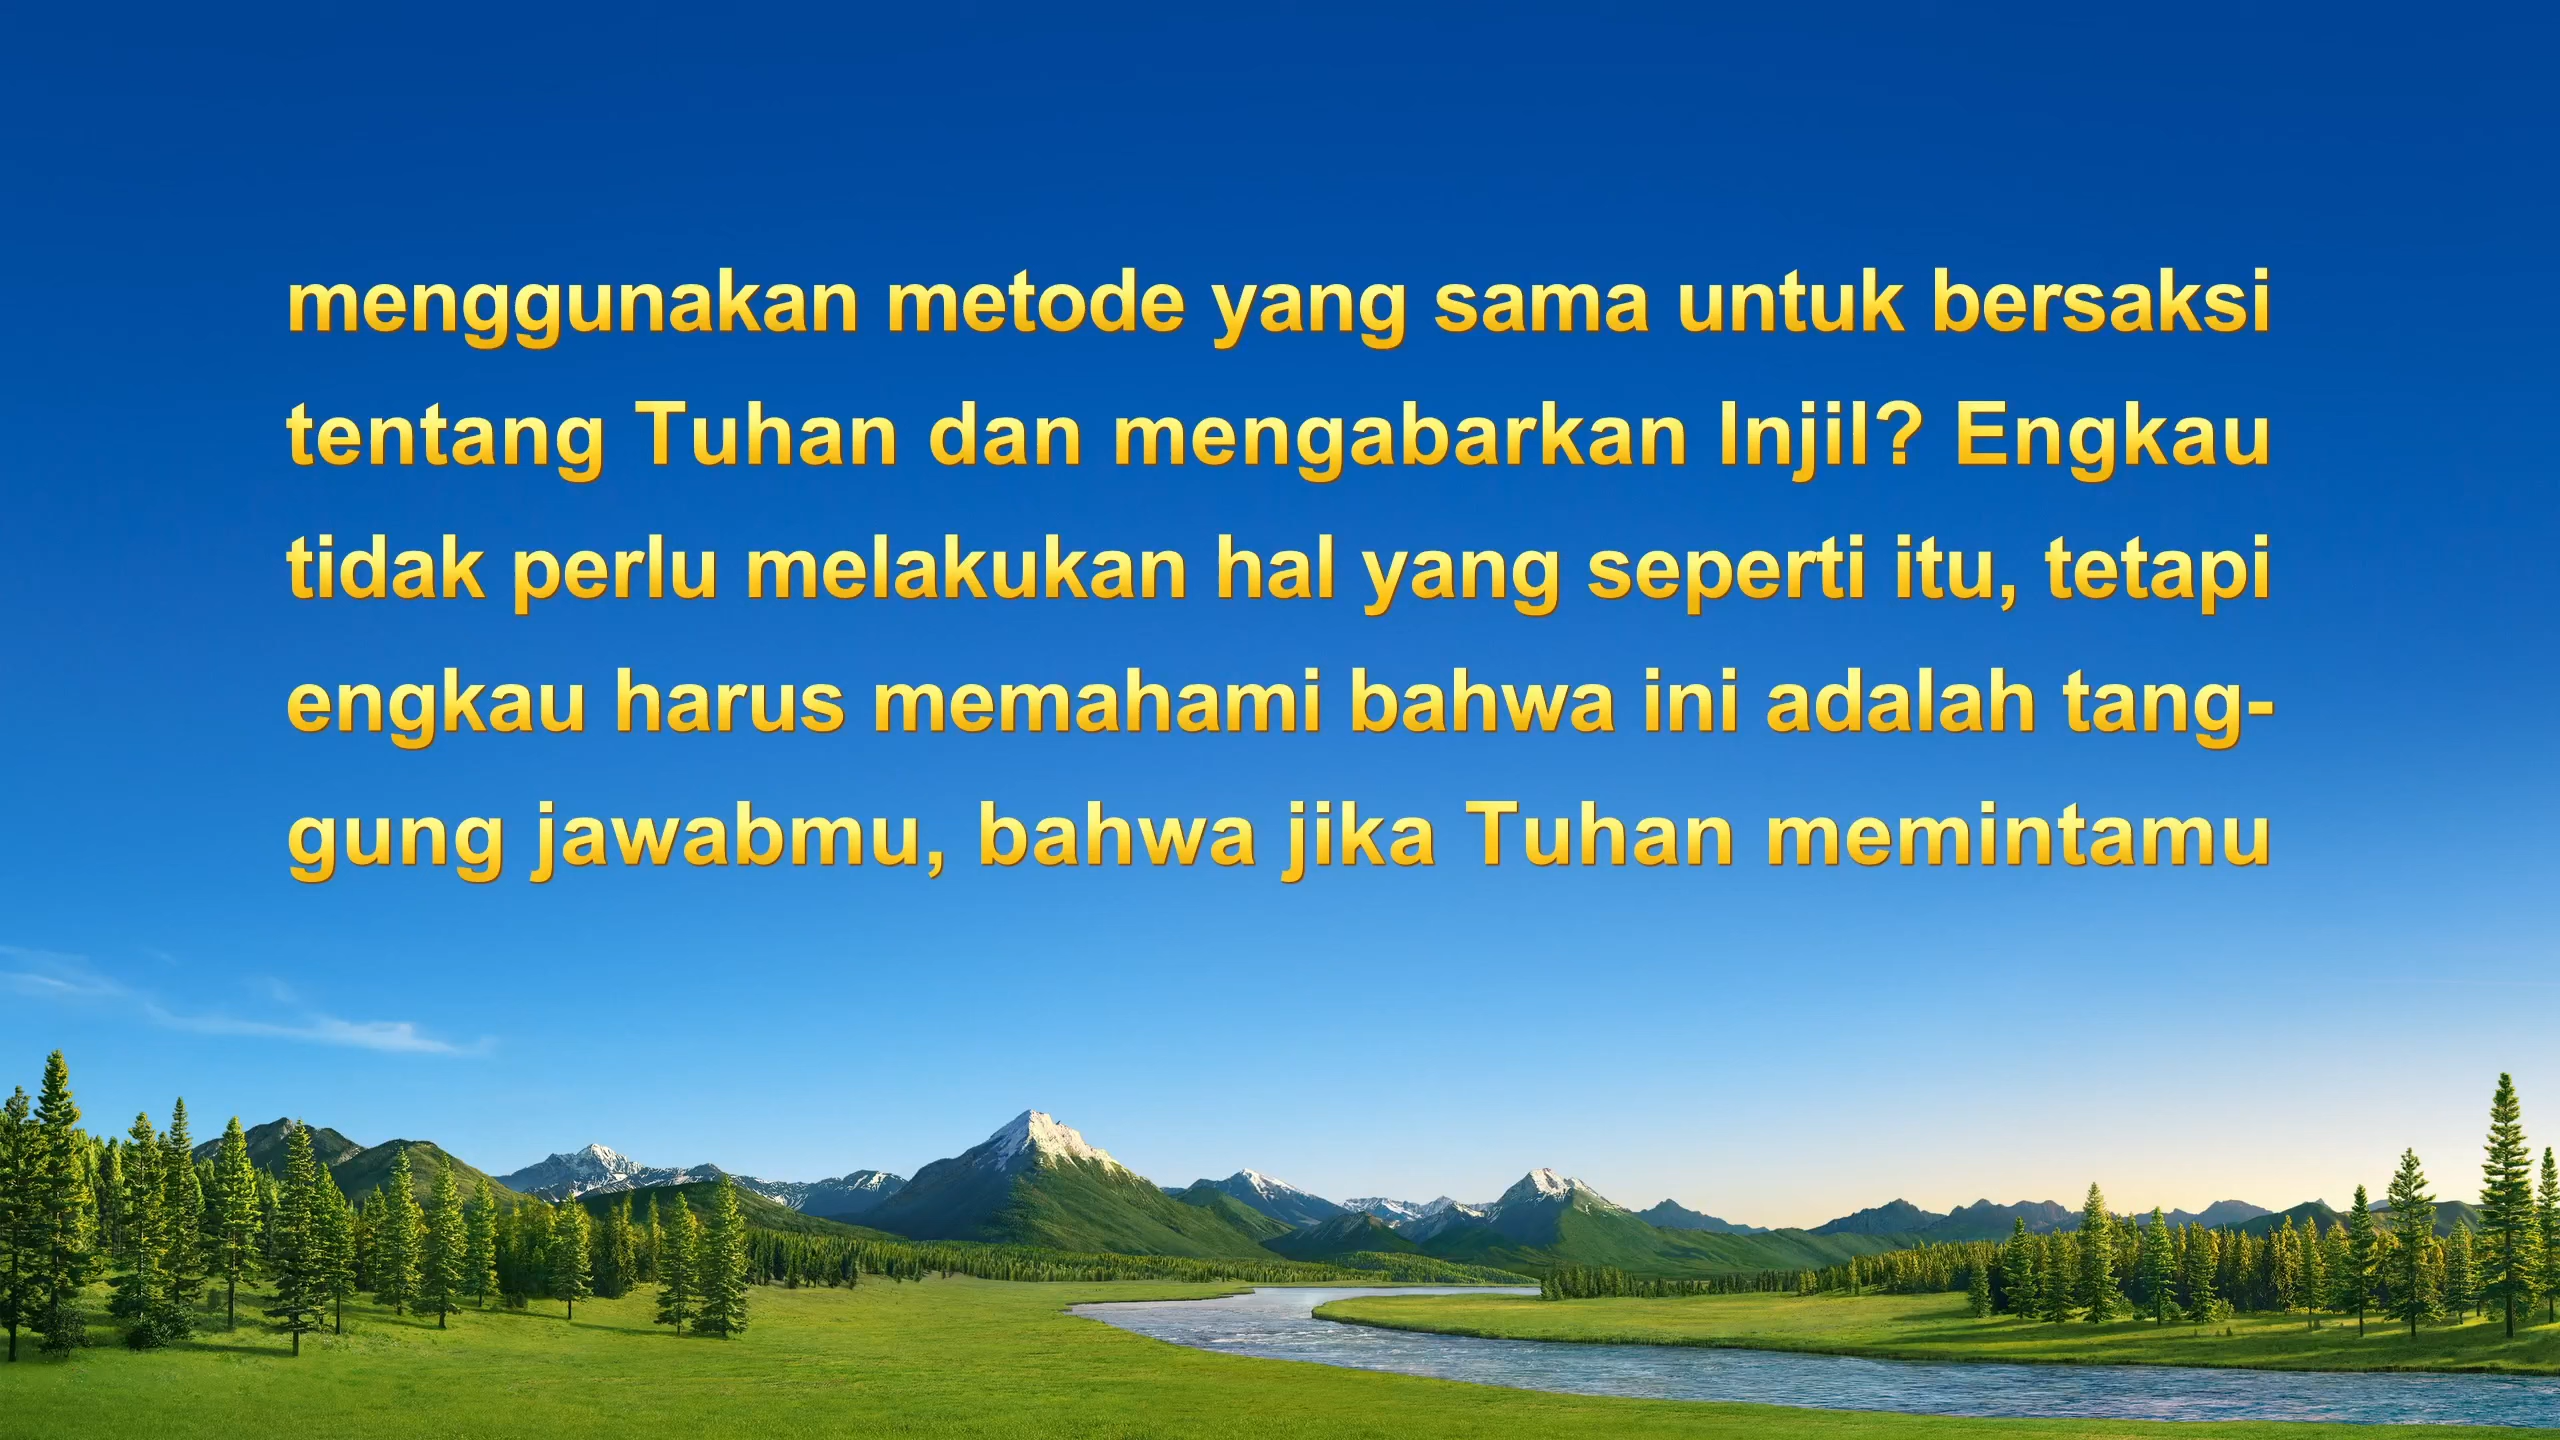 menggunakan metode yang sama untuk bersaksi
tentang Tuhan dan mengabarkan Injil? Engkau
tidak perlu melakukan hal yang seperti itu, tetapi
engkau harus memahami bahwa ini adalah tang-
gung jawabmu, bahwa jika Tuhan memintamu